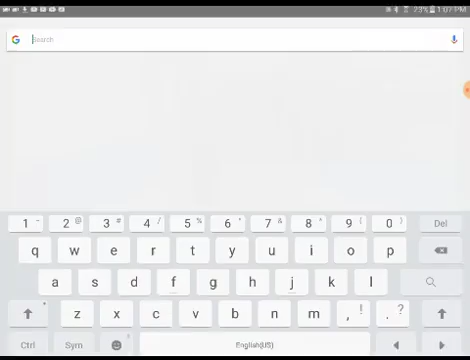 23% 1:07 PM
Search
1 - 2 @ 3 # 4 / 5 % 6 ^ 7 & 8 * 9 ( 0 ) Del
q w e r t y u i o p
a s d f g h j k l
z x c v b n m , ! . ?
Ctrl Sym English(US)